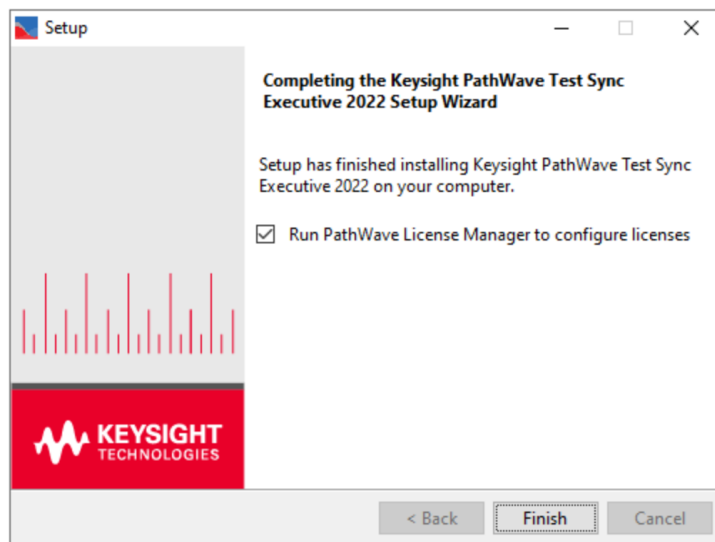 Setup
Completing the Keysight PathWave Test Sync
Executive 2022 Setup Wizard
Setup has finished installing Keysight PathWave Test Sync
Executive 2022 on your computer.
Run PathWave License Manager to configure licenses
KEYSIGHT
TECHNOLOGIES
< Back
Finish
Cancel